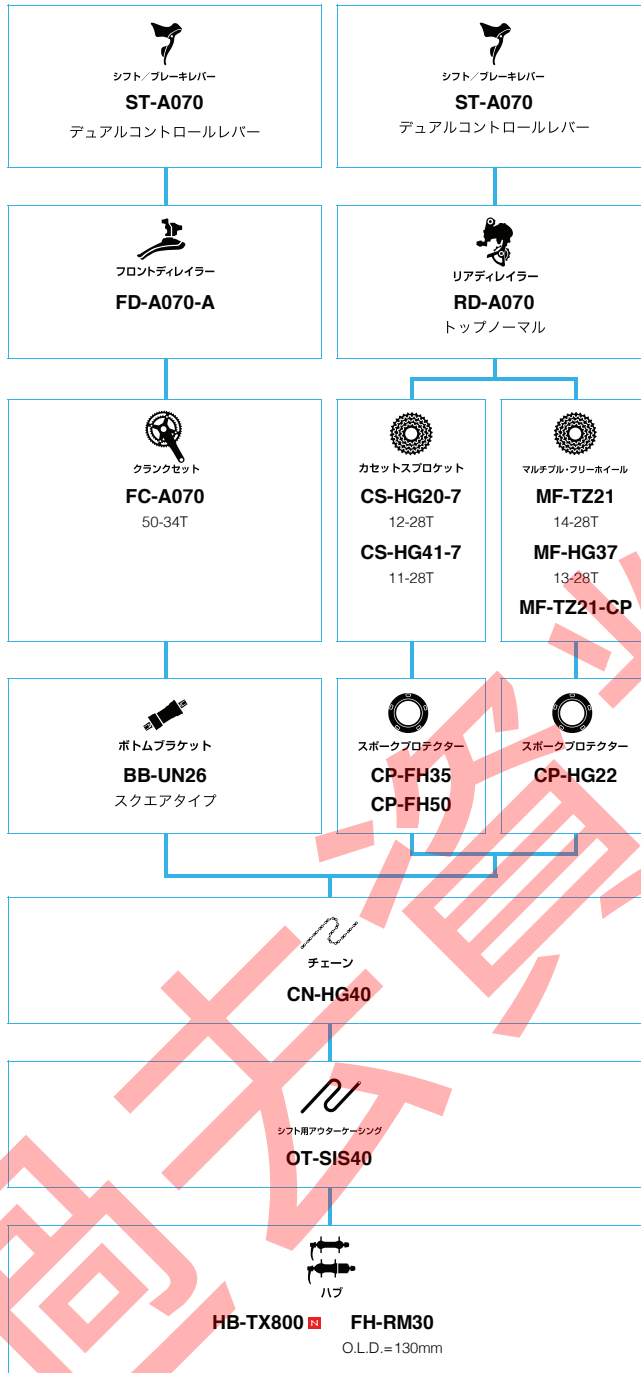 シフト／ブレーキレバー
ST-A070
デュアルコントロールレバー
シフト／ブレーキレバー
ST-A070
デュアルコントロールレバー
フロントディレイラー
FD-A070-A
リアディレイラー
RD-A070
トップノーマル
クランクセット
FC-A070
50-34T
カセットスプロケット
CS-HG20-7
12-28T
CS-HG41-7
11-28T
マルチプル・フリーホイール
MF-TZ21
14-28T
MF-HG37
13-28T
MF-TZ21-CP
ボトムブラケット
BB-UN26
スクエアタイプ
スポークプロテクター
CP-FH35
CP-FH50
スポークプロテクター
CP-HG22
チェーン
CN-HG40
シフト用アウターケーシング
OT-SIS40
ハブ
HB-TX800 N FH-RM30
O.L.D.=130mm